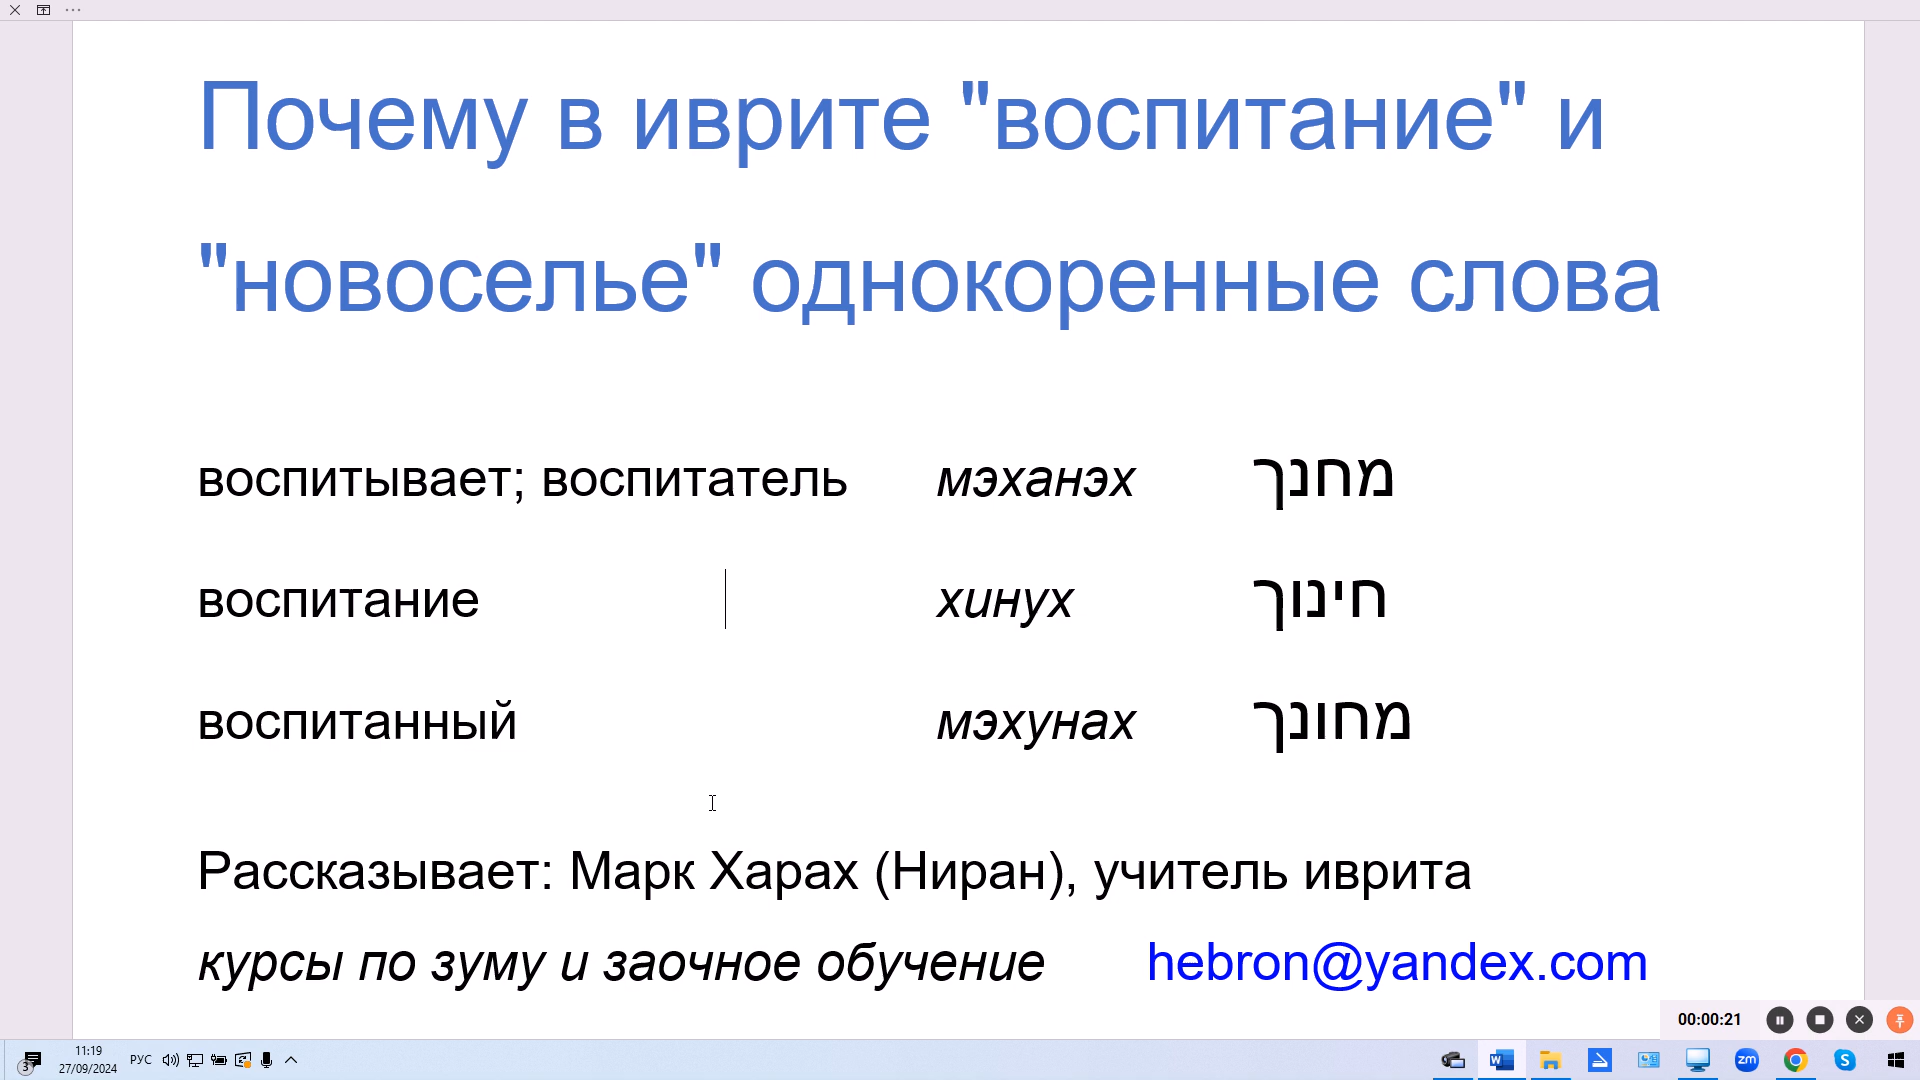 Почему в иврите "воспитание" и
"новоселье" однокоренные слова
воспитывает; воспитатель мэханэх מחנך
воспитание хинух חינוך
воспитанный мэхунах מחונך
Рассказывает: Марк Харах (Ниран), учитель иврита
курсы по зуму и заочное обучение hebron@yandex.com
00:00:21
3 11:19 РУС zm S
27/09/2024